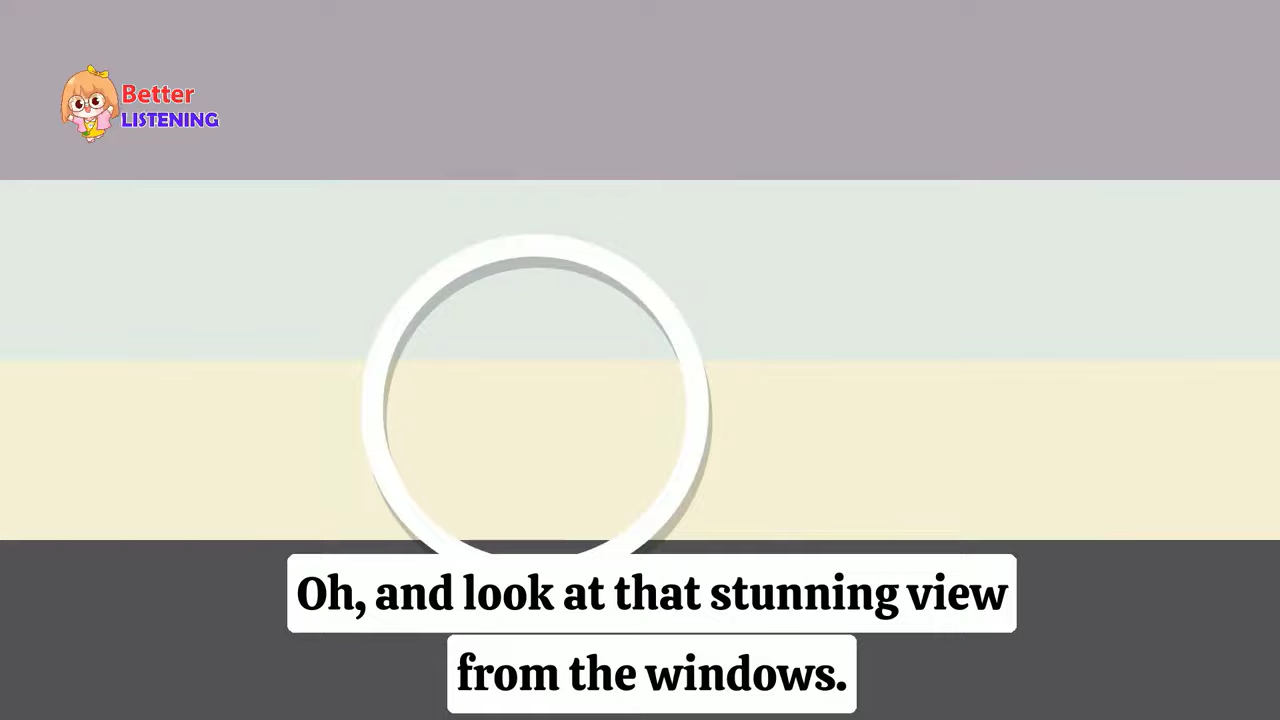 Better
LISTENING
Oh, and look at that stunning view
from the windows.